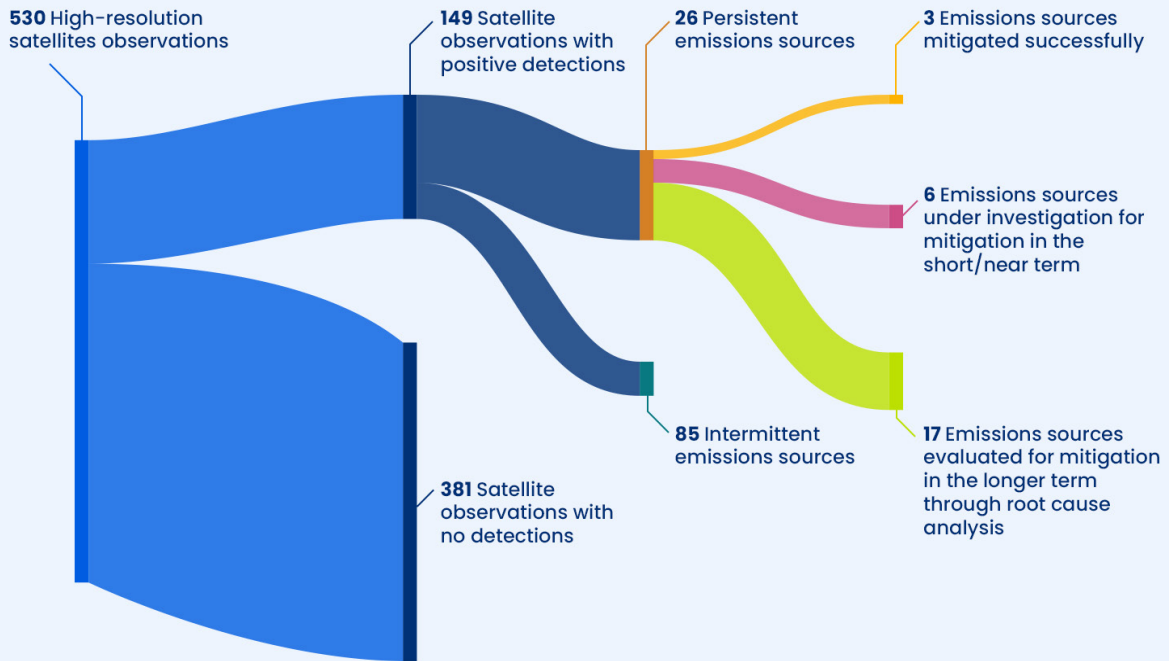 530 High-resolution
satellites observations
149 Satellite
observations with
positive detections
26 Persistent
emissions sources
3 Emissions sources
mitigated successfully
6 Emissions sources
under investigation for
mitigation in the
short/near term
85 Intermittent
emissions sources
17 Emissions sources
evaluated for mitigation
in the longer term
through root cause
analysis
381 Satellite
observations with
no detections